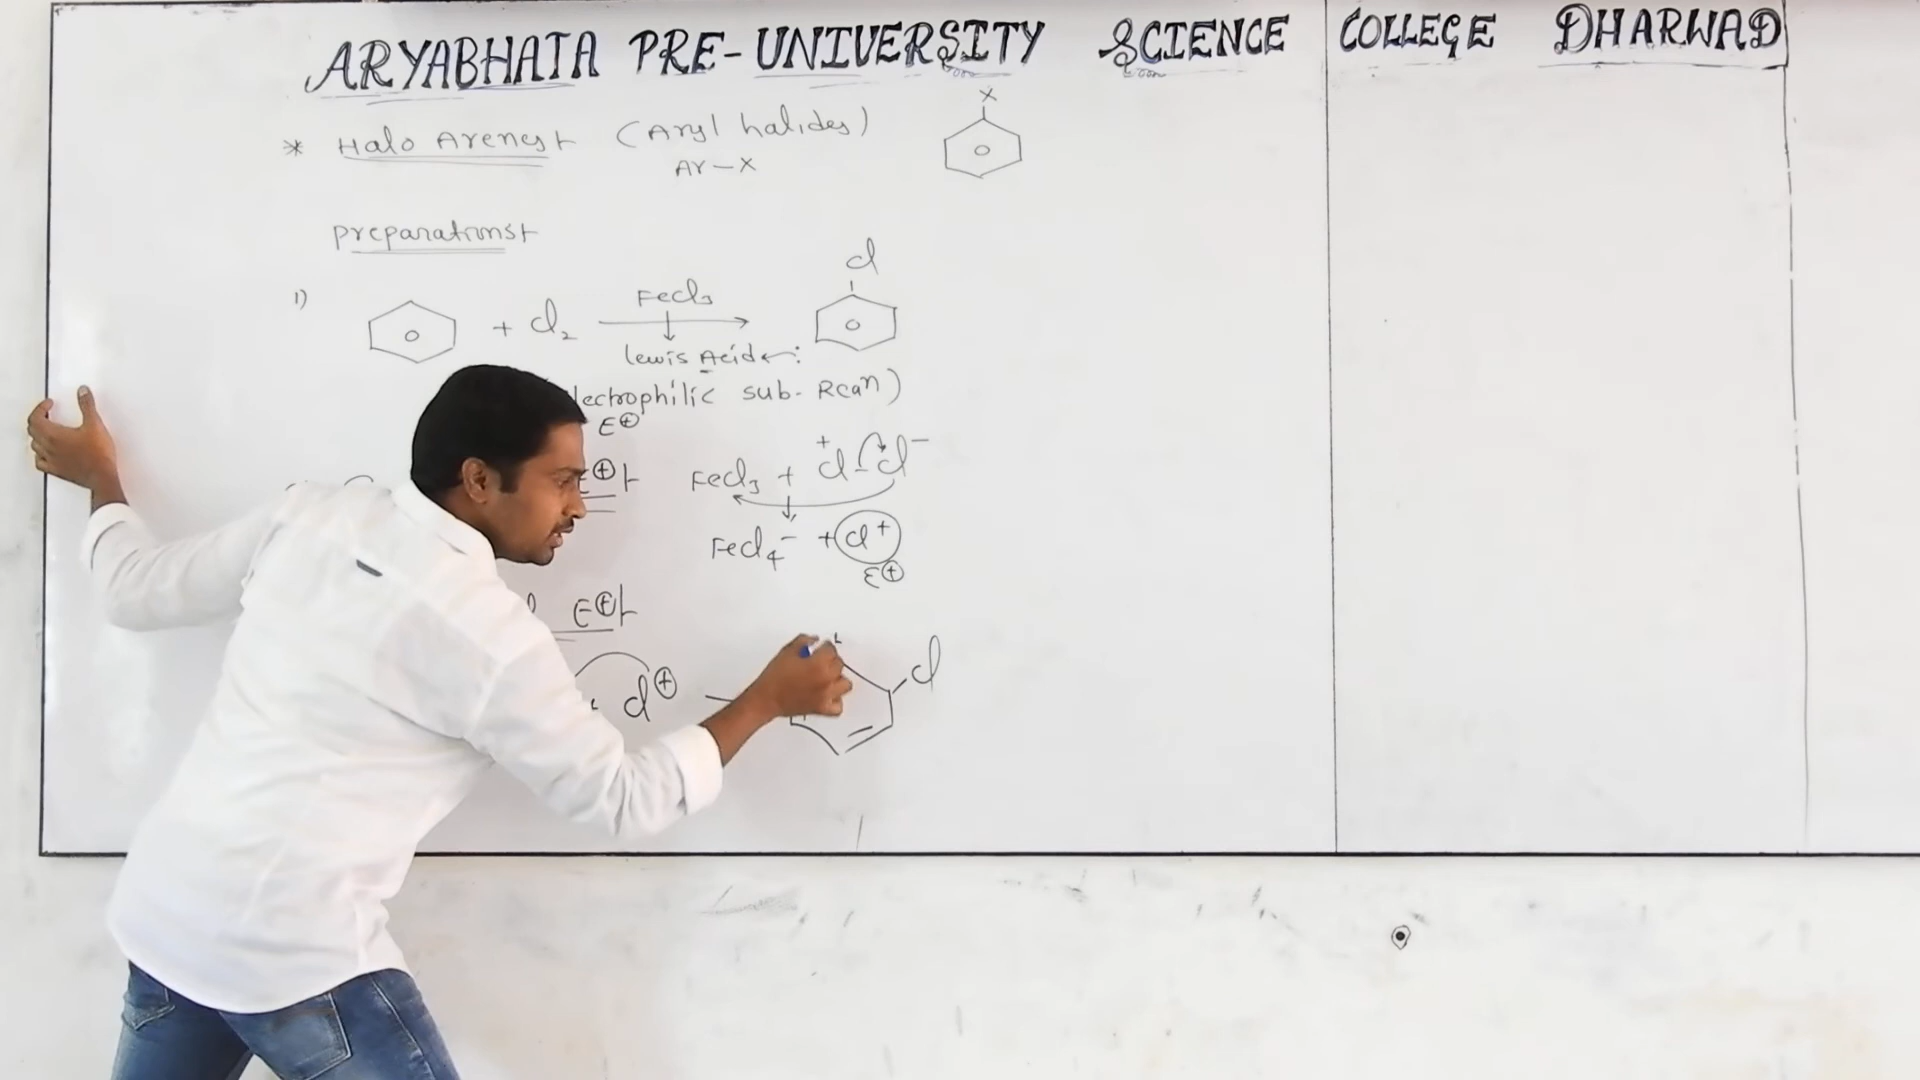 ARYABHATA PRE-UNIVERSITY SCIENCE COLLEGE DHARWAD
* Halo Arenes (Aryl halides)
Ar-X
X
Preparations
1)
+ Cl2
FeCl3
Cl
Lewis Acid ←:
lectrophilic sub. Rean)
E⊕
E⊕
FeCl3 + +Cl-Cl-
FeCl4- + Cl+
E⊕
E⊕
Cl⊕
Cl